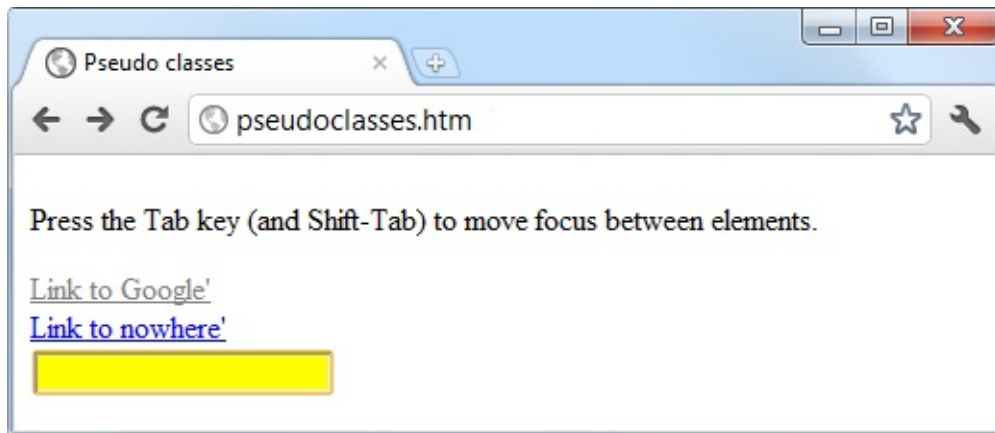 Pseudo classes
pseudoclasses.htm
Press the Tab key (and Shift-Tab) to move focus between elements.
Link to Google'
Link to nowhere'